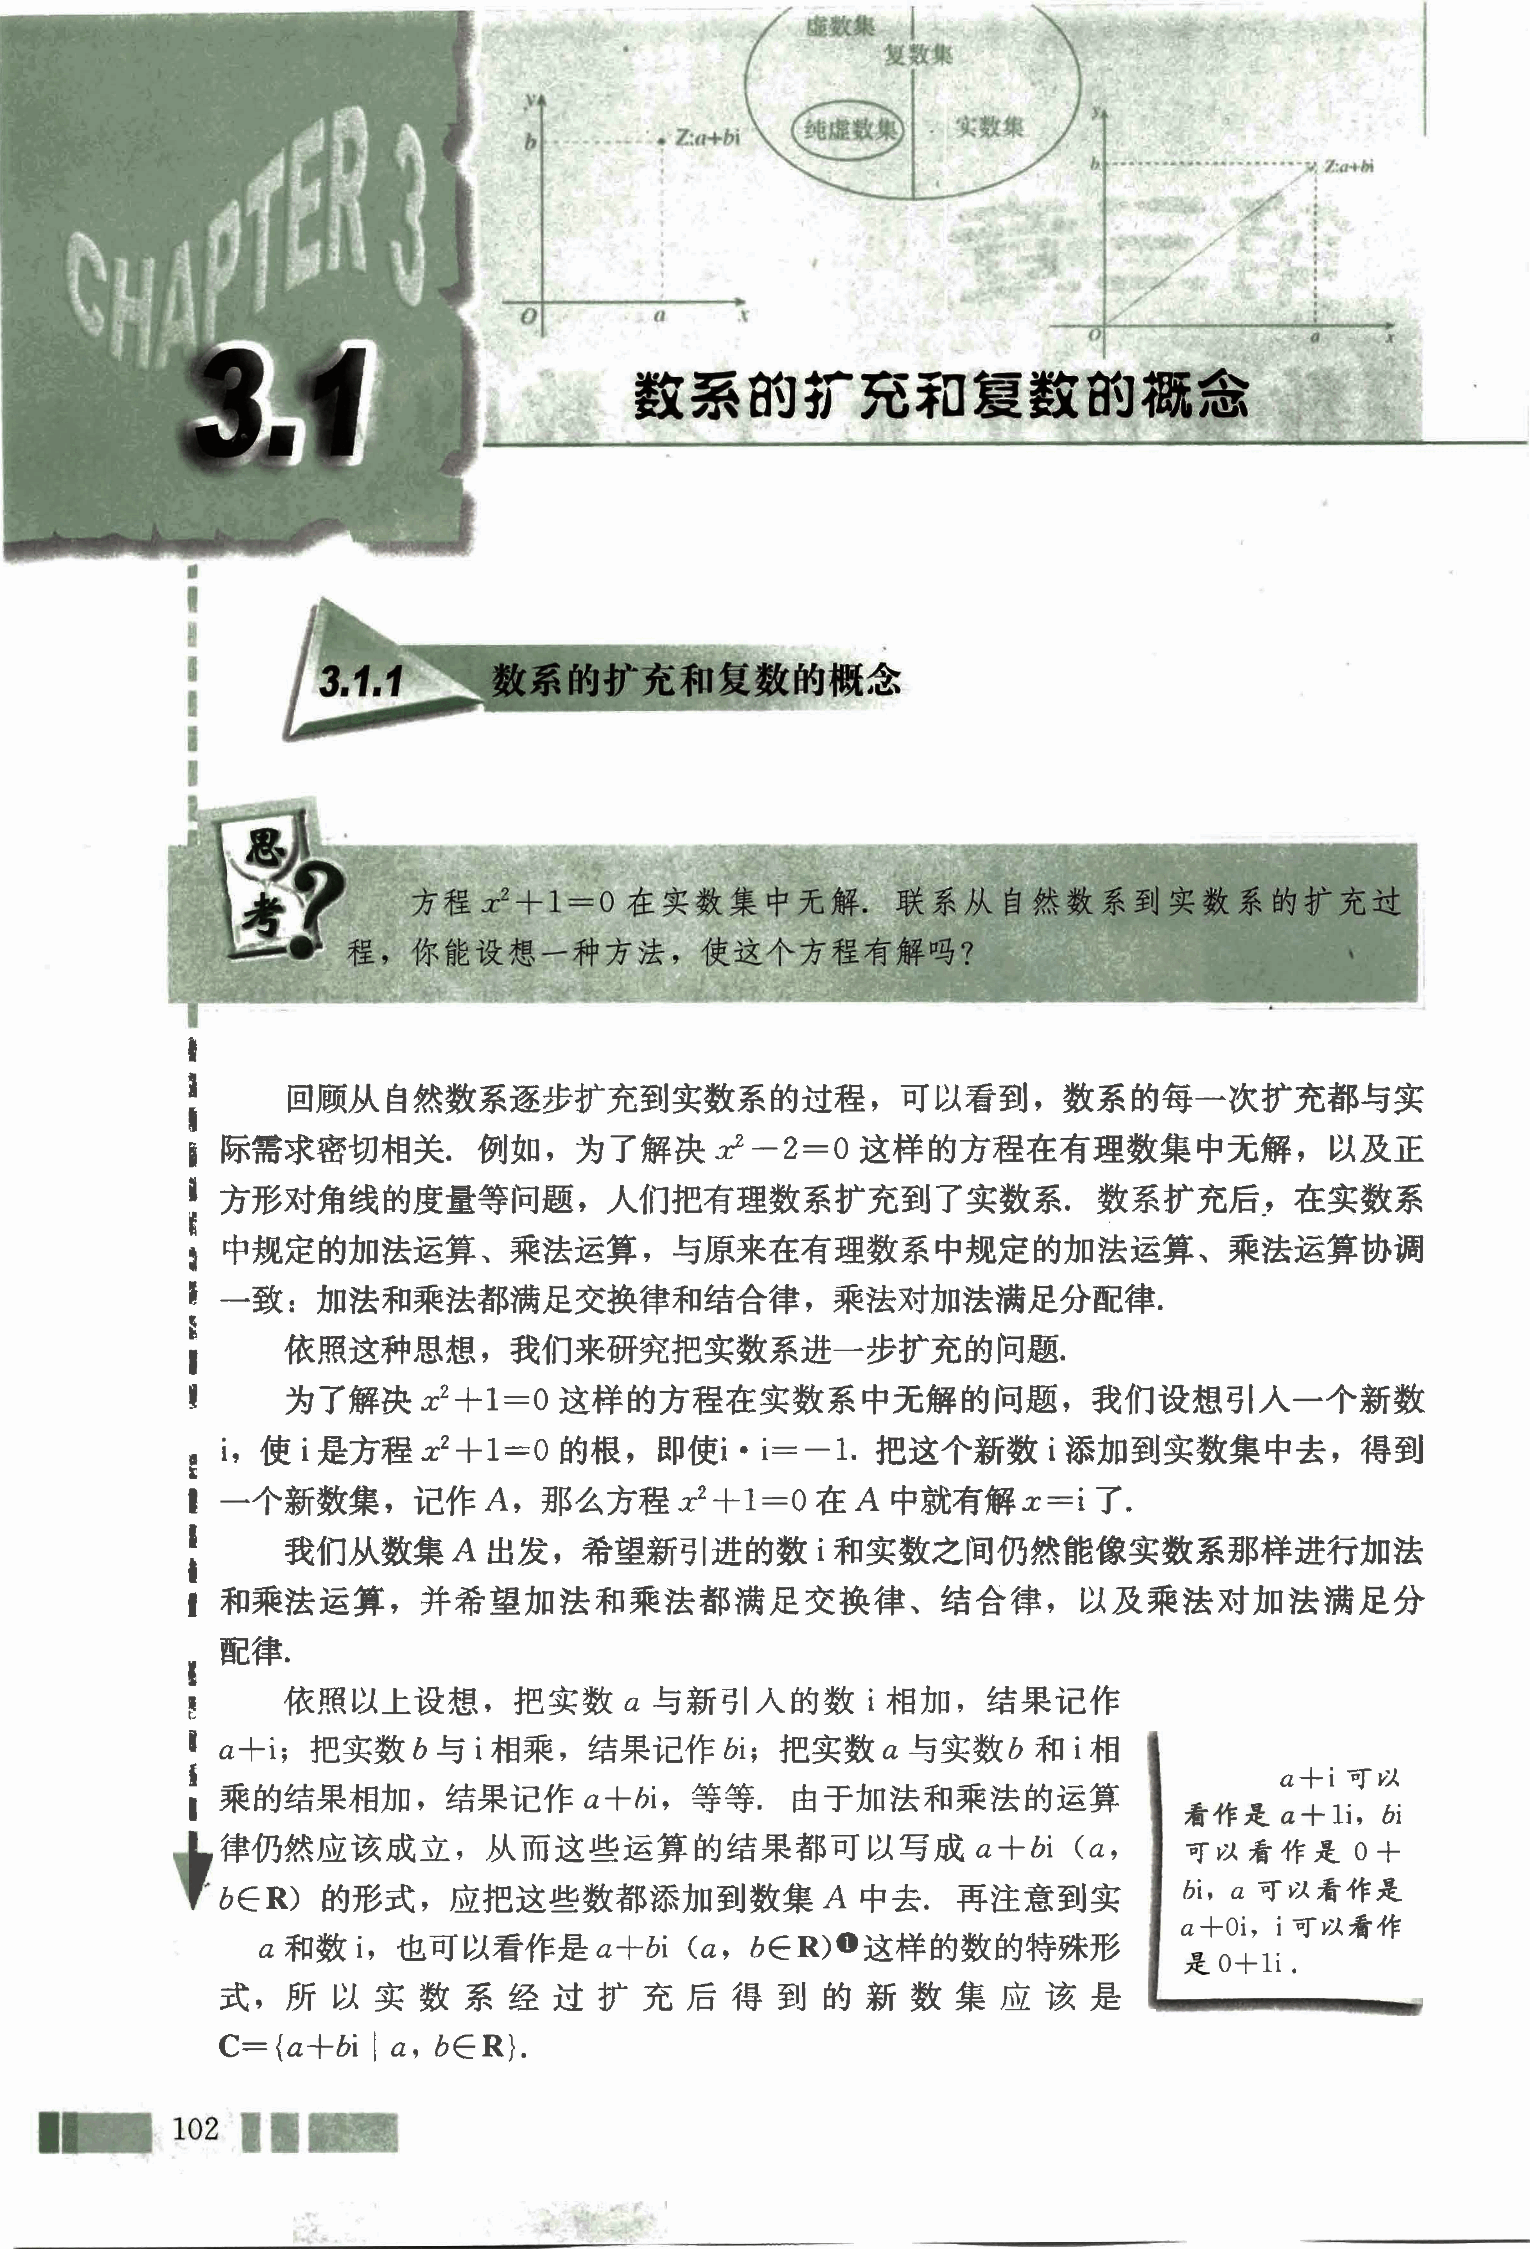 虚数集
复数集
纯虚数集
实数集
y
b
Z:a+bi
O
a
x
y
b
Z:a+bi
O
a
x
第三章
CHAPTER 3
3.1
数系的扩充和复数的概念
3.1.1 数系的扩充和复数的概念
思考?
方程 x²+1=0 在实数集中无解. 联系从自然数系到实数系的扩充过
程，你能设想一种方法，使这个方程有解吗？
回顾从自然数系逐步扩充到实数系的过程，可以看到，数系的每一次扩充都与实
际需求密切相关. 例如，为了解决 x²－2=0 这样的方程在有理数集中无解，以及正
方形对角线的度量等问题，人们把有理数系扩充到了实数系. 数系扩充后，在实数系
中规定的加法运算、乘法运算，与原来在有理数系中规定的加法运算、乘法运算协调
一致：加法和乘法都满足交换律和结合律，乘法对加法满足分配律.
依照这种思想，我们来研究把实数系进一步扩充的问题.
为了解决 x²+1=0 这样的方程在实数系中无解的问题，我们设想引入一个新数
i，使 i 是方程 x²+1=0 的根，即使i·i=－1. 把这个新数 i 添加到实数集中去，得到
一个新数集，记作 A，那么方程 x²+1=0 在 A 中就有解 x=i 了.
我们从数集 A 出发，希望新引进的数 i 和实数之间仍然能像实数系那样进行加法
和乘法运算，并希望加法和乘法都满足交换律、结合律，以及乘法对加法满足分
配律.
依照以上设想，把实数 a 与新引入的数 i 相加，结果记作
a+i；把实数 b 与 i 相乘，结果记作 bi；把实数 a 与实数 b 和 i 相
乘的结果相加，结果记作 a+bi，等等. 由于加法和乘法的运算
律仍然应该成立，从而这些运算的结果都可以写成 a+bi（a，
b∈R）的形式，应把这些数都添加到数集 A 中去. 再注意到实
a 和数 i，也可以看作是 a+bi（a，b∈R）❶这样的数的特殊形
式，所以实数系经过扩充后得到的新数集应该是
C={a+bi | a，b∈R}.
a+i 可以
看作是 a+1i，bi
可以看作是 0+
bi，a 可以看作是
a+0i，i 可以看作
是 0+1i.
102